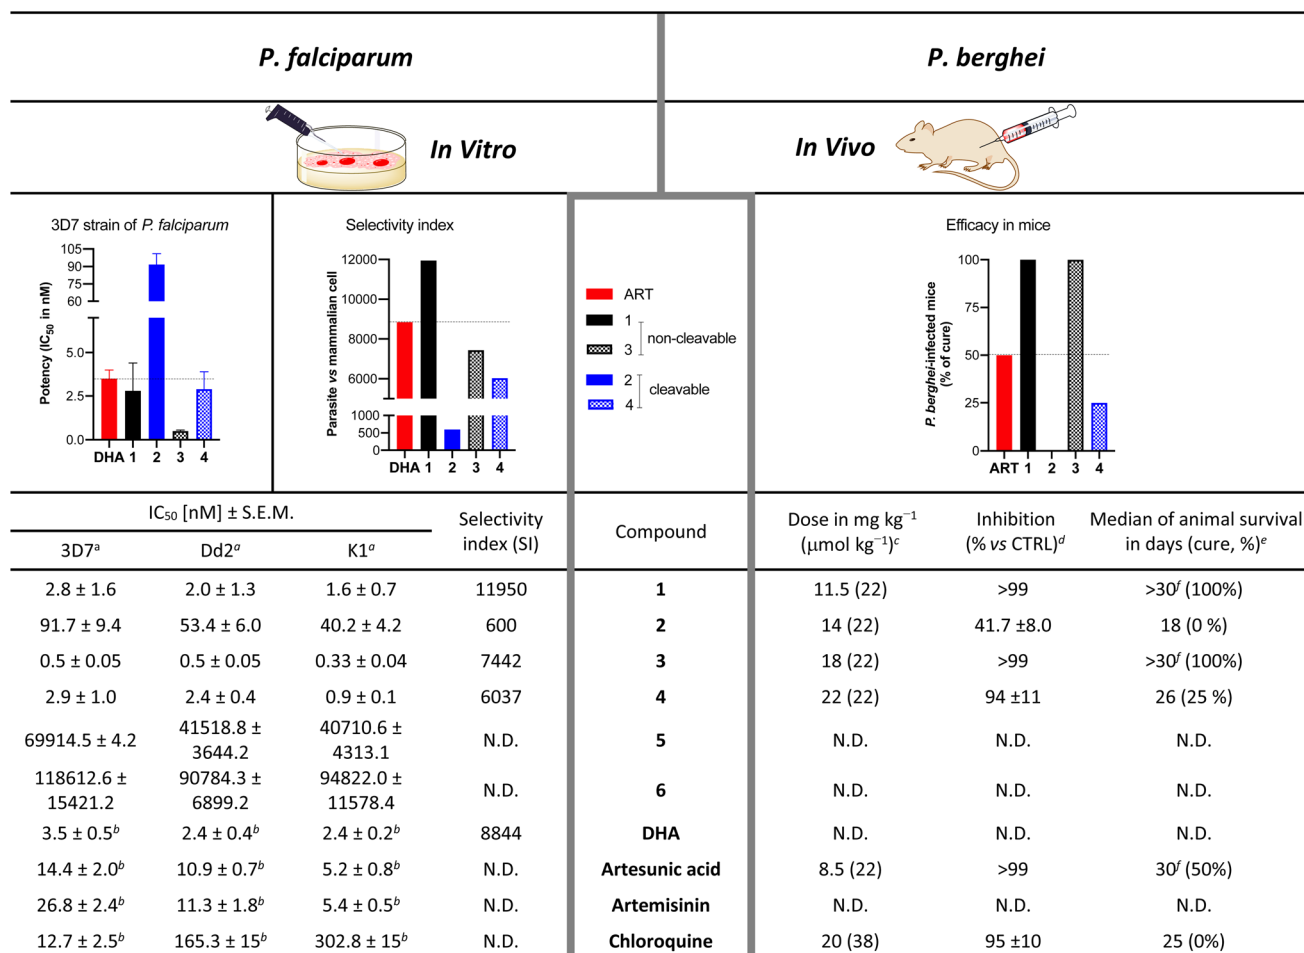 P. falciparum
P. berghei
In Vitro
In Vivo
3D7 strain of P. falciparum
Potency (IC50 in nM)
105
90
75
60
5.0
2.5
0.0
DHA 1 2 3 4
Selectivity index
Parasite vs mammalian cell
12000
10000
8000
6000
1000
500
0
DHA 1 2 3 4
ART
1
3
non-cleavable
2
4
cleavable
Efficacy in mice
P. berghei-infected mice
(% of cure)
100
75
50
25
0
ART 1 2 3 4
IC50 [nM] ± S.E.M.
3D7a Dd2a K1a
Selectivity
index (SI)
Compound
Dose in mg kg−1
(μmol kg−1)c
Inhibition
(% vs CTRL)d
Median of animal survival
in days (cure, %)e
2.8 ± 1.6 2.0 ± 1.3 1.6 ± 0.7 11950 1 11.5 (22) >99 >30f (100%)
91.7 ± 9.4 53.4 ± 6.0 40.2 ± 4.2 600 2 14 (22) 41.7 ±8.0 18 (0 %)
0.5 ± 0.05 0.5 ± 0.05 0.33 ± 0.04 7442 3 18 (22) >99 >30f (100%)
2.9 ± 1.0 2.4 ± 0.4 0.9 ± 0.1 6037 4 22 (22) 94 ±11 26 (25 %)
69914.5 ± 4.2 41518.8 ±
3644.2 40710.6 ±
4313.1 N.D. 5 N.D. N.D. N.D.
118612.6 ±
15421.2 90784.3 ±
6899.2 94822.0 ±
11578.4 N.D. 6 N.D. N.D. N.D.
3.5 ± 0.5b 2.4 ± 0.4b 2.4 ± 0.2b 8844 DHA N.D. N.D. N.D.
14.4 ± 2.0b 10.9 ± 0.7b 5.2 ± 0.8b N.D. Artesunic acid 8.5 (22) >99 30f (50%)
26.8 ± 2.4b 11.3 ± 1.8b 5.4 ± 0.5b N.D. Artemisinin N.D. N.D. N.D.
12.7 ± 2.5b 165.3 ± 15b 302.8 ± 15b N.D. Chloroquine 20 (38) 95 ±10 25 (0%)